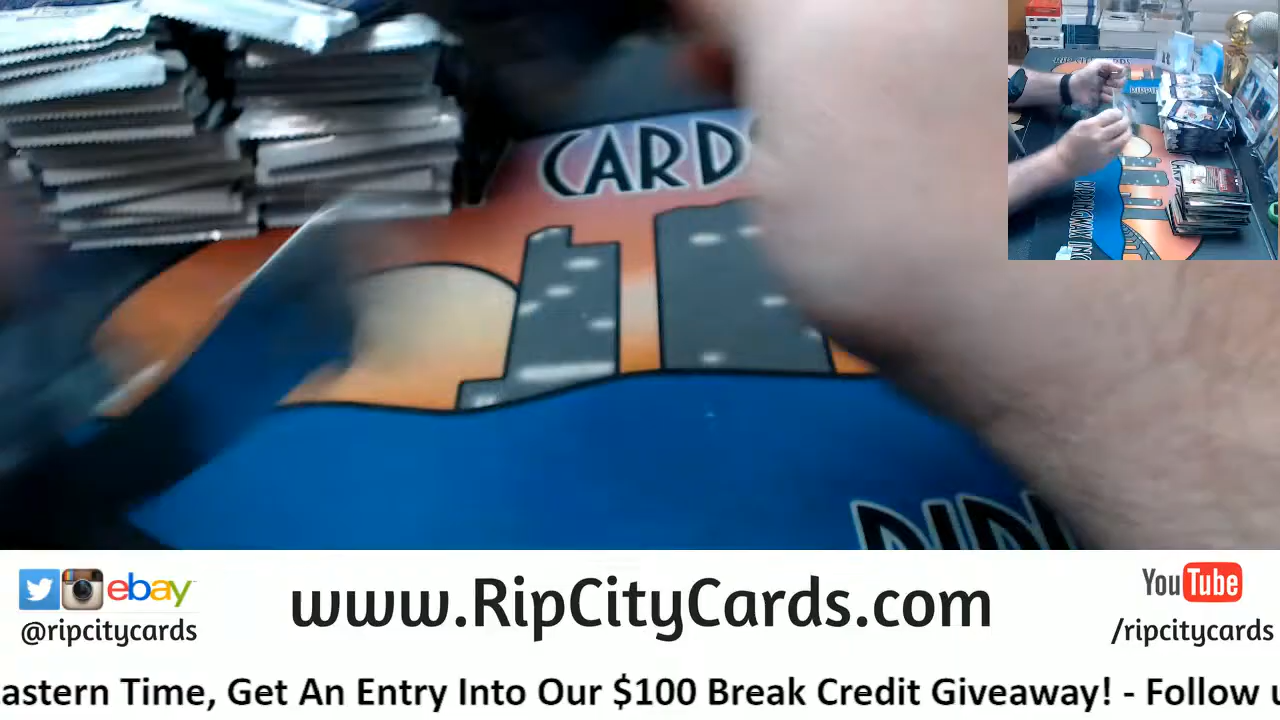 CARDS
www.RipCityCards.com
ebay
@ripcitycards
YouTube
/ripcitycards
astern Time, Get An Entry Into Our $100 Break Credit Giveaway! - Follow u